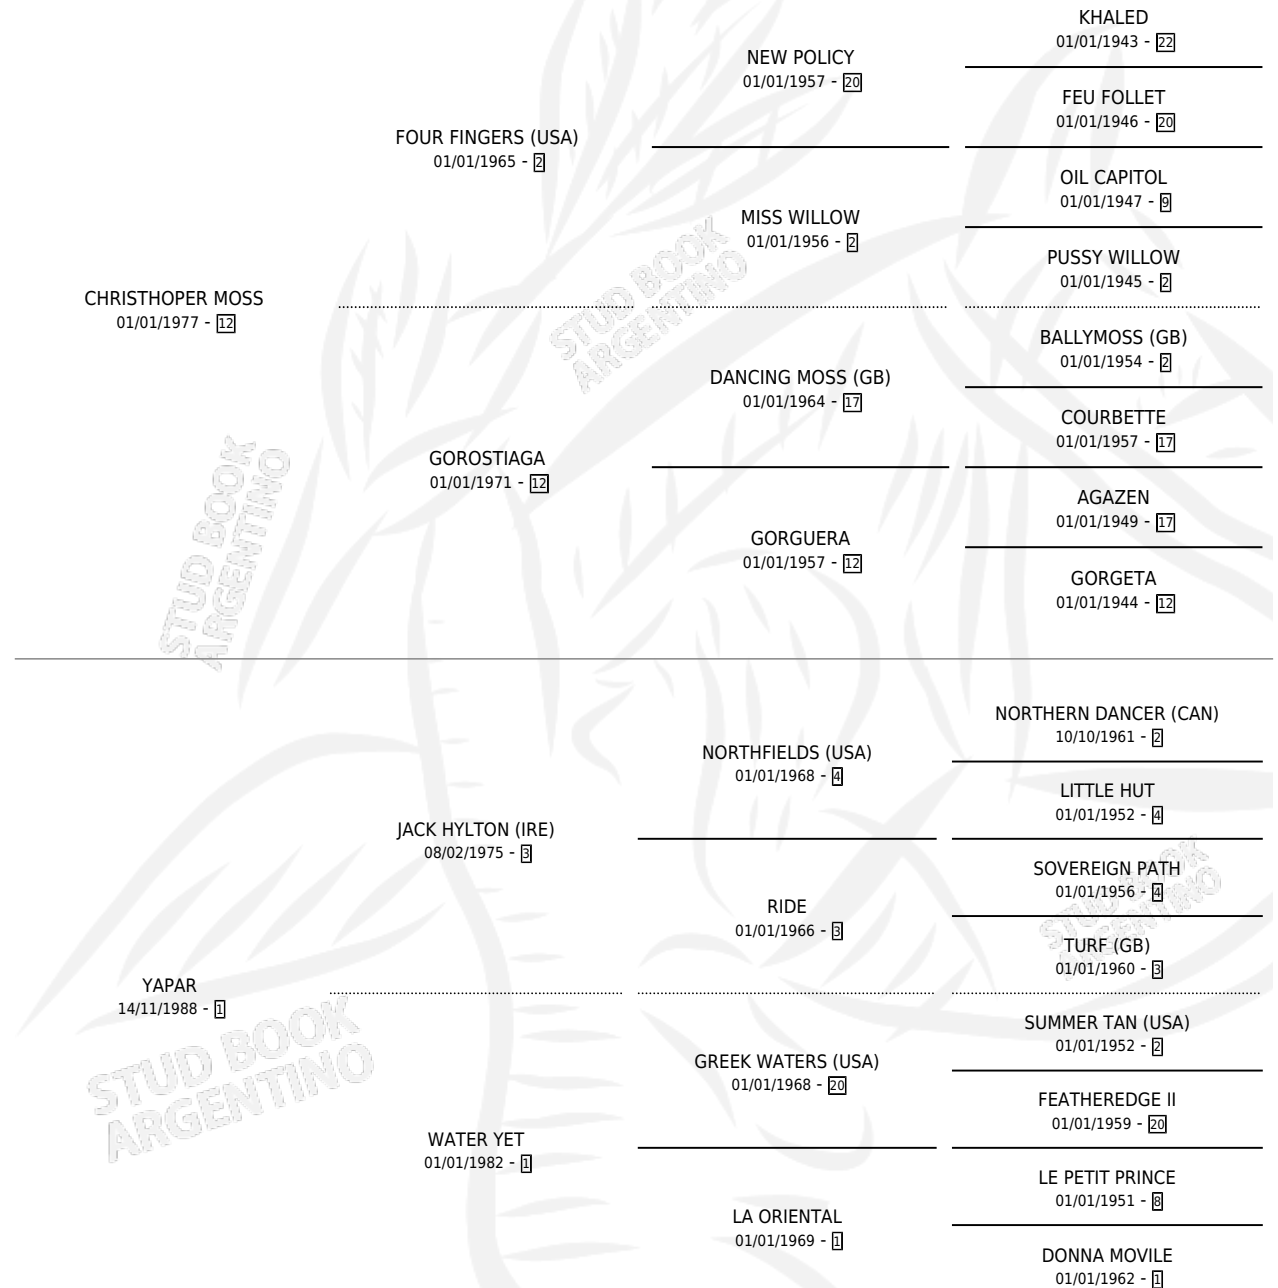 KHALED
01/01/1943 - 22
NEW POLICY
01/01/1957 - 20
FEU FOLLET
01/01/1946 - 20
FOUR FINGERS (USA)
01/01/1965 - 2
OIL CAPITOL
01/01/1947 - 9
MISS WILLOW
01/01/1956 - 2
PUSSY WILLOW
01/01/1945 - 2
CHRISTHOPER MOSS
01/01/1977 - 12
BALLYMOSS (GB)
01/01/1954 - 2
DANCING MOSS (GB)
01/01/1964 - 17
COURBETTE
01/01/1957 - 17
GOROSTIAGA
01/01/1971 - 12
AGAZEN
01/01/1949 - 17
GORGUERA
01/01/1957 - 12
GORGETA
01/01/1944 - 12
NORTHERN DANCER (CAN)
10/10/1961 - 2
NORTHFIELDS (USA)
01/01/1968 - 4
LITTLE HUT
01/01/1952 - 4
JACK HYLTON (IRE)
08/02/1975 - 3
SOVEREIGN PATH
01/01/1956 - 4
RIDE
01/01/1966 - 3
TURF (GB)
01/01/1960 - 3
YAPAR
14/11/1988 - 1
SUMMER TAN (USA)
01/01/1952 - 2
GREEK WATERS (USA)
01/01/1968 - 20
FEATHEREDGE II
01/01/1959 - 20
WATER YET
01/01/1982 - 1
LE PETIT PRINCE
01/01/1951 - 8
LA ORIENTAL
01/01/1969 - 1
DONNA MOVILE
01/01/1962 - 1
STUD BOOK
ARGENTINO
STUD BOOK
ARGENTINO
STUD BOOK
ARGENTINO
STUD BOOK
ARGENTINO